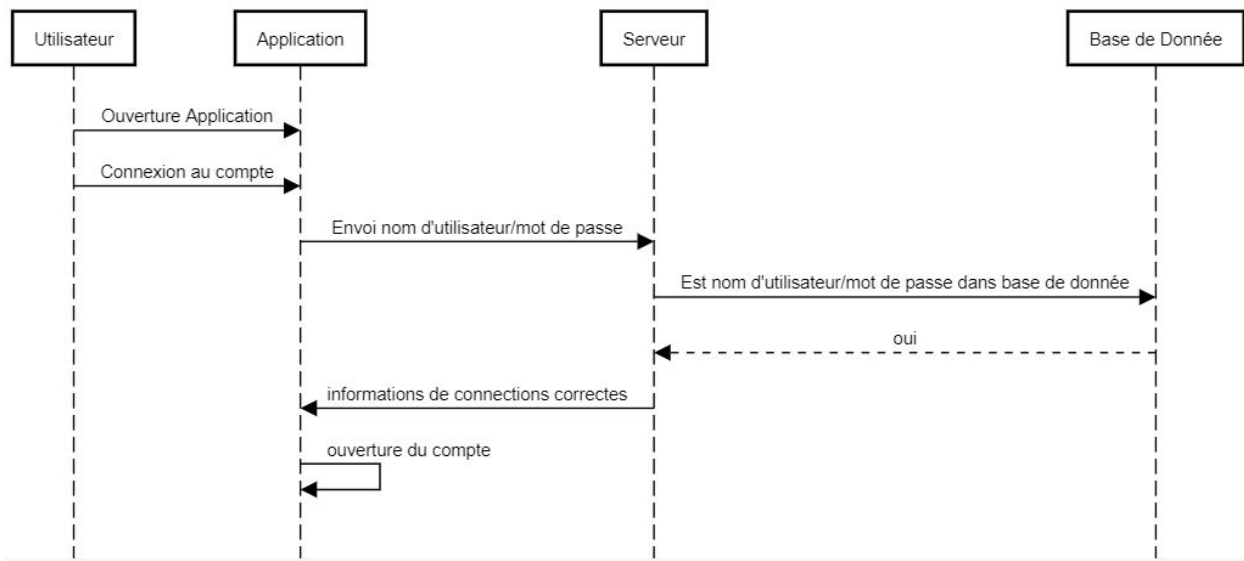 Utilisateur
Application
Serveur
Base de Donnée
Ouverture Application
Connexion au compte
Envoi nom d'utilisateur/mot de passe
Est nom d'utilisateur/mot de passe dans base de donnée
oui
informations de connections correctes
ouverture du compte